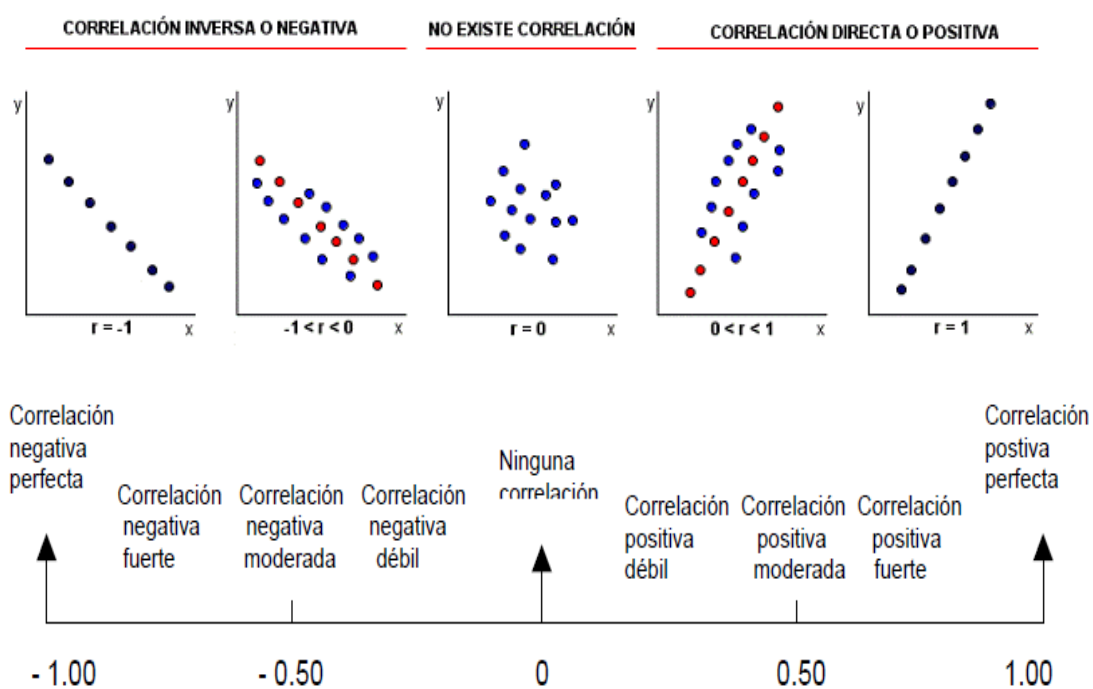 CORRELACIÓN INVERSA O NEGATIVA
NO EXISTE CORRELACIÓN
CORRELACIÓN DIRECTA O POSITIVA
y
y
y
y
y
r = -1
x
-1 < r < 0
x
r = 0
x
0 < r < 1
x
r = 1
x
Correlación
negativa
perfecta
Correlación
negativa
fuerte
Correlación
negativa
moderada
Correlación
negativa
débil
Ninguna
correlación
Correlación
positiva
débil
Correlación
positiva
moderada
Correlación
positiva
fuerte
Correlación
postiva
perfecta
- 1.00
- 0.50
0
0.50
1.00